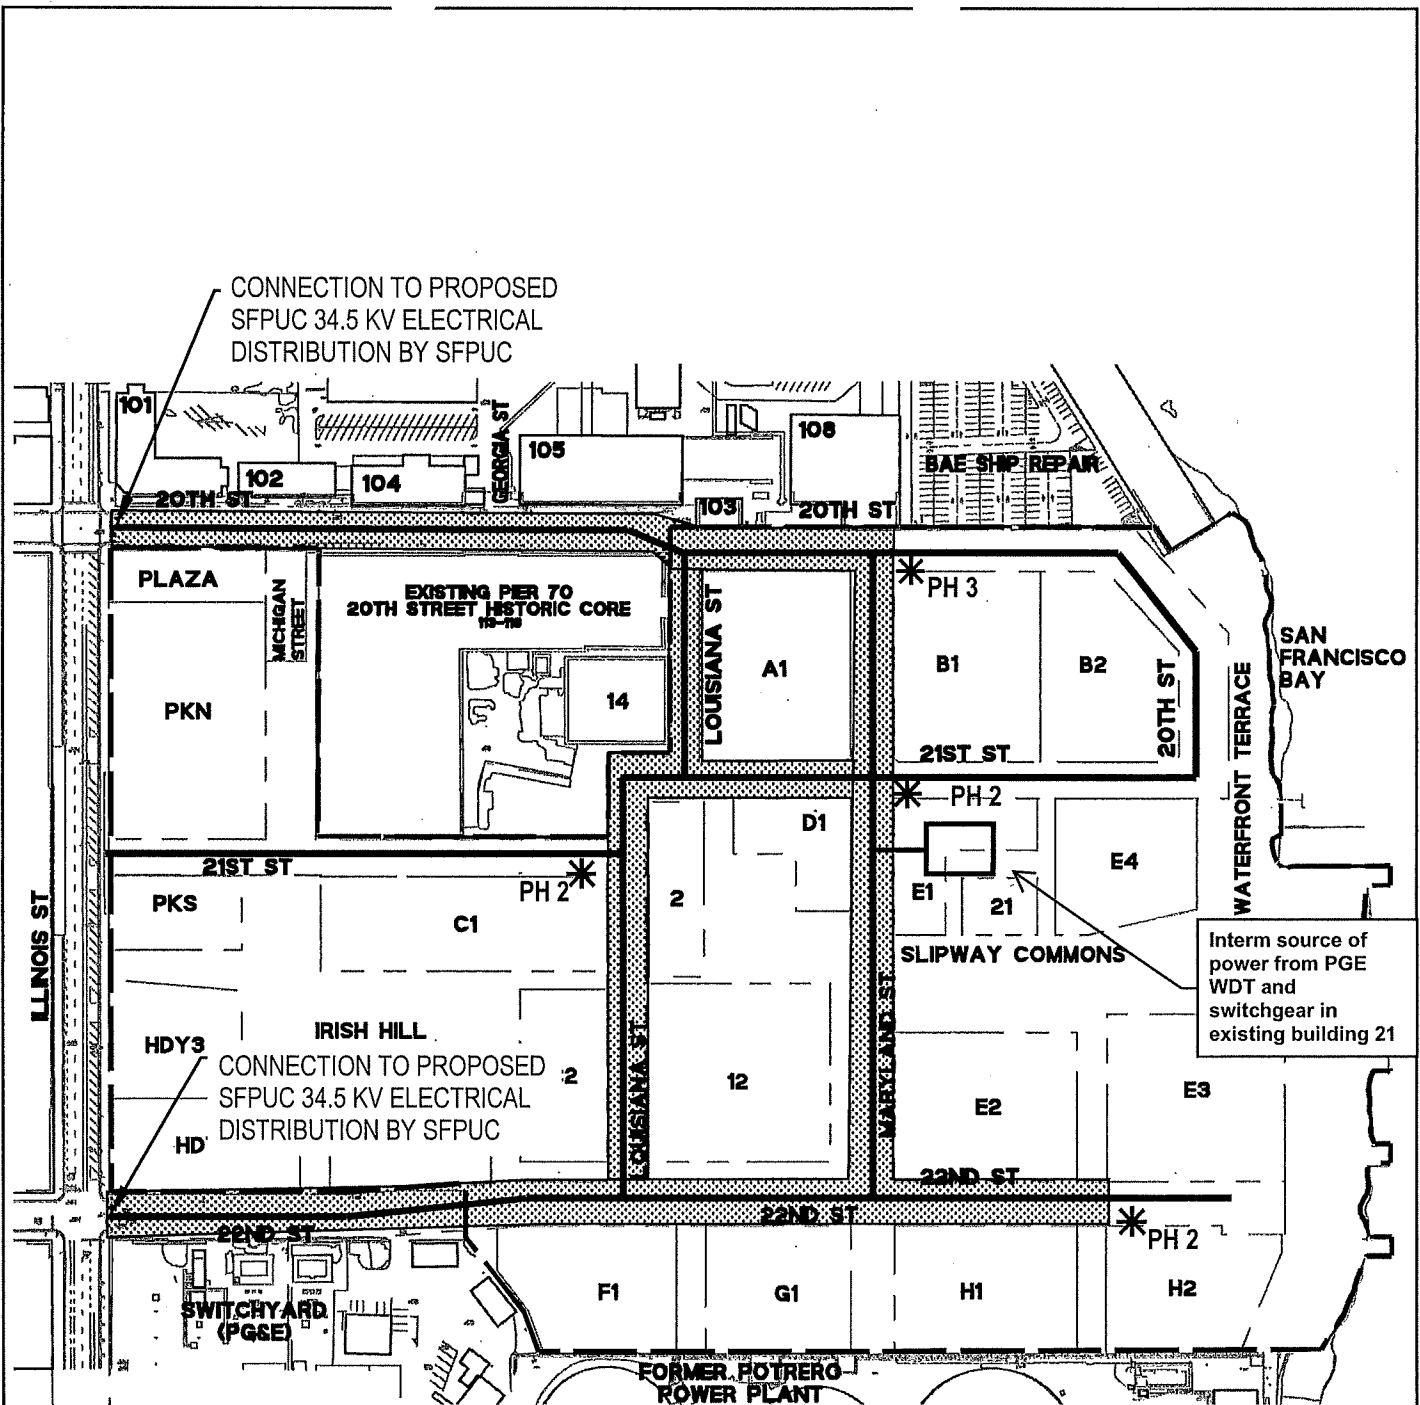 CONNECTION TO PROPOSED
SFPUC 34.5 KV ELECTRICAL
DISTRIBUTION BY SFPUC
101
102
104
GEORGIA ST
105
108
103
BAE SHIP REPAIR
20TH ST
20TH ST
PLAZA
MICHIGAN
STREET
EXISTING PIER 70
20TH STREET HISTORIC CORE
PH 3
PKN
14
LOUISIANA ST
A1
B1
B2
20TH ST
SAN
FRANCISCO
BAY
WATERFRONT TERRACE
21ST ST
PH 2
D1
21ST ST
PH 2
PKS
C1
2
E1
21
E4
SLIPWAY COMMONS
Interm source of
power from PGE
WDT and
switchgear in
existing building 21
ILLINOIS ST
HDY3
IRISH HILL
CONNECTION TO PROPOSED
SFPUC 34.5 KV ELECTRICAL
DISTRIBUTION BY SFPUC
HD
2
LOUISIANA ST
12
MARYLAND ST
E2
E3
22ND ST
22ND ST
22ND ST
PH 2
SWITCHYARD
(PG&E)
F1
G1
H1
H2
FORMER POTRERO
POWER PLANT